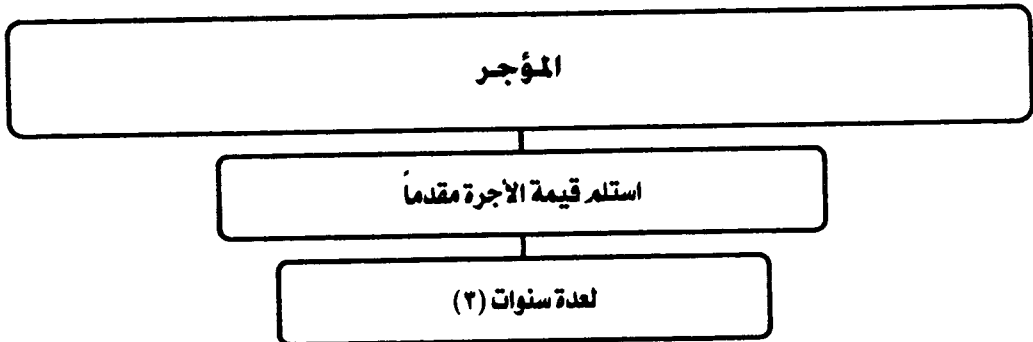 المؤجر
استلم قيمة الأجرة مقدماً
لعدة سنوات (٣)